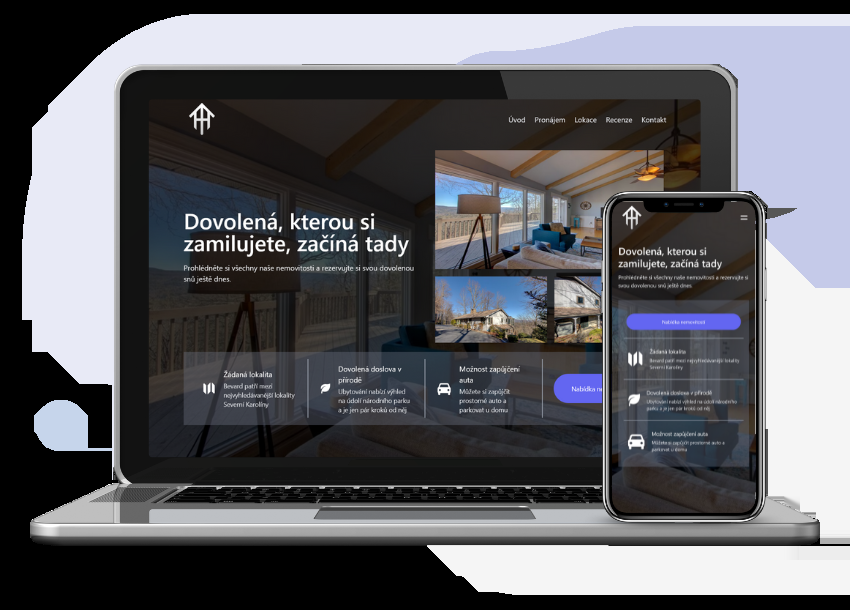 Úvod Pronájem Lokace Recenze Kontakt
Dovolená, kterou si
zamilujete, začíná tady
Prohlédněte si všechny naše nemovitosti a rezervujte si svou dovolenou
snů ještě dnes.
Žádaná lokalita
Brevard patří mezi
nejvyhledávanější lokality
Severní Karolíny
Dovolená doslova v
přírodě
Ubytování nabízí výhled
na údolí národního parku
a je jen pár kroků od něj
Možnost zapůjčení
auta
Můžete si zapůjčit
prostorné auto a
parkovat u domu
Nabídka ne
Dovolená, kterou si
zamilujete, začíná tady
Prohlédněte si všechny naše nemovitosti a rezervujte si
svou dovolenou snů ještě dnes.
Nabídka nemovitostí
Žádaná lokalita
Brevard patří mezi nejvyhledávanější lokality
Severní Karolíny
Dovolená doslova v přírodě
Ubytování nabízí výhled na údolí národního
parku a je jen pár kroků od něj
Možnost zapůjčení auta
Můžete si zapůjčit prostorné auto a
parkovat u domu